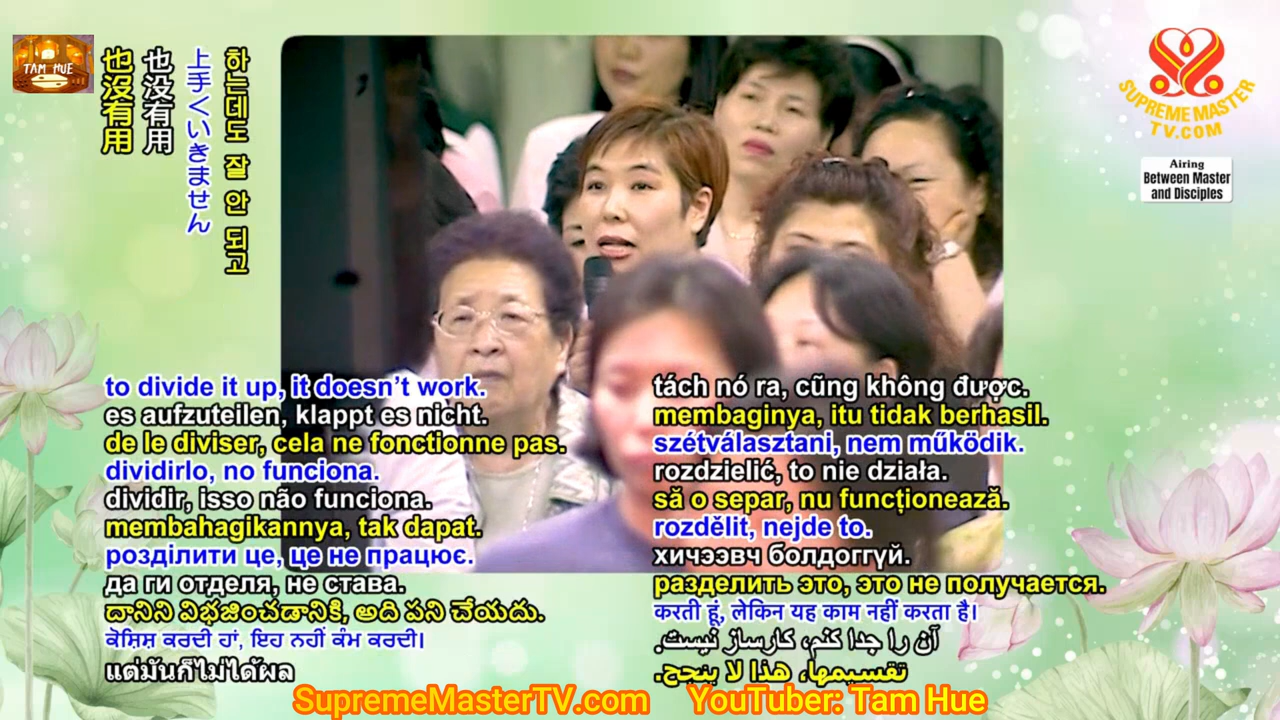 TAM HUE
也沒有用
也没有用
上手くいきません
하는데도 잘 안 되고
SUPREME MASTER
TV.COM
Airing
Between Master
and Disciples
to divide it up, it doesn’t work.
es aufzuteilen, klappt es nicht.
de le diviser, cela ne fonctionne pas.
dividirlo, no funciona.
dividir, isso não funciona.
membahagikannya, tak dapat.
розділити це, це не працює.
да ги отделя, не става.
దానిని విభజించడానికి, అది పని చేయదు.
ਕੋਸ਼ਿਸ਼ ਕਰਦੀ ਹਾਂ, ਇਹ ਨਹੀਂ ਕੰਮ ਕਰਦੀ।
แต่มันก็ไม่ได้ผล
tách nó ra, cũng không được.
membaginya, itu tidak berhasil.
szétválasztani, nem működik.
rozdzielić, to nie działa.
să o separ, nu funcționează.
rozdělit, nejde to.
хичээвч болдоггүй.
разделить это, это не получается.
करती हूं, लेकिन यह काम नहीं करता है।
آن را جدا کنم، کارساز نیست.
تقسيمها، هذا لا ينجح.
SupremeMasterTV.com YouTuber: Tam Hue